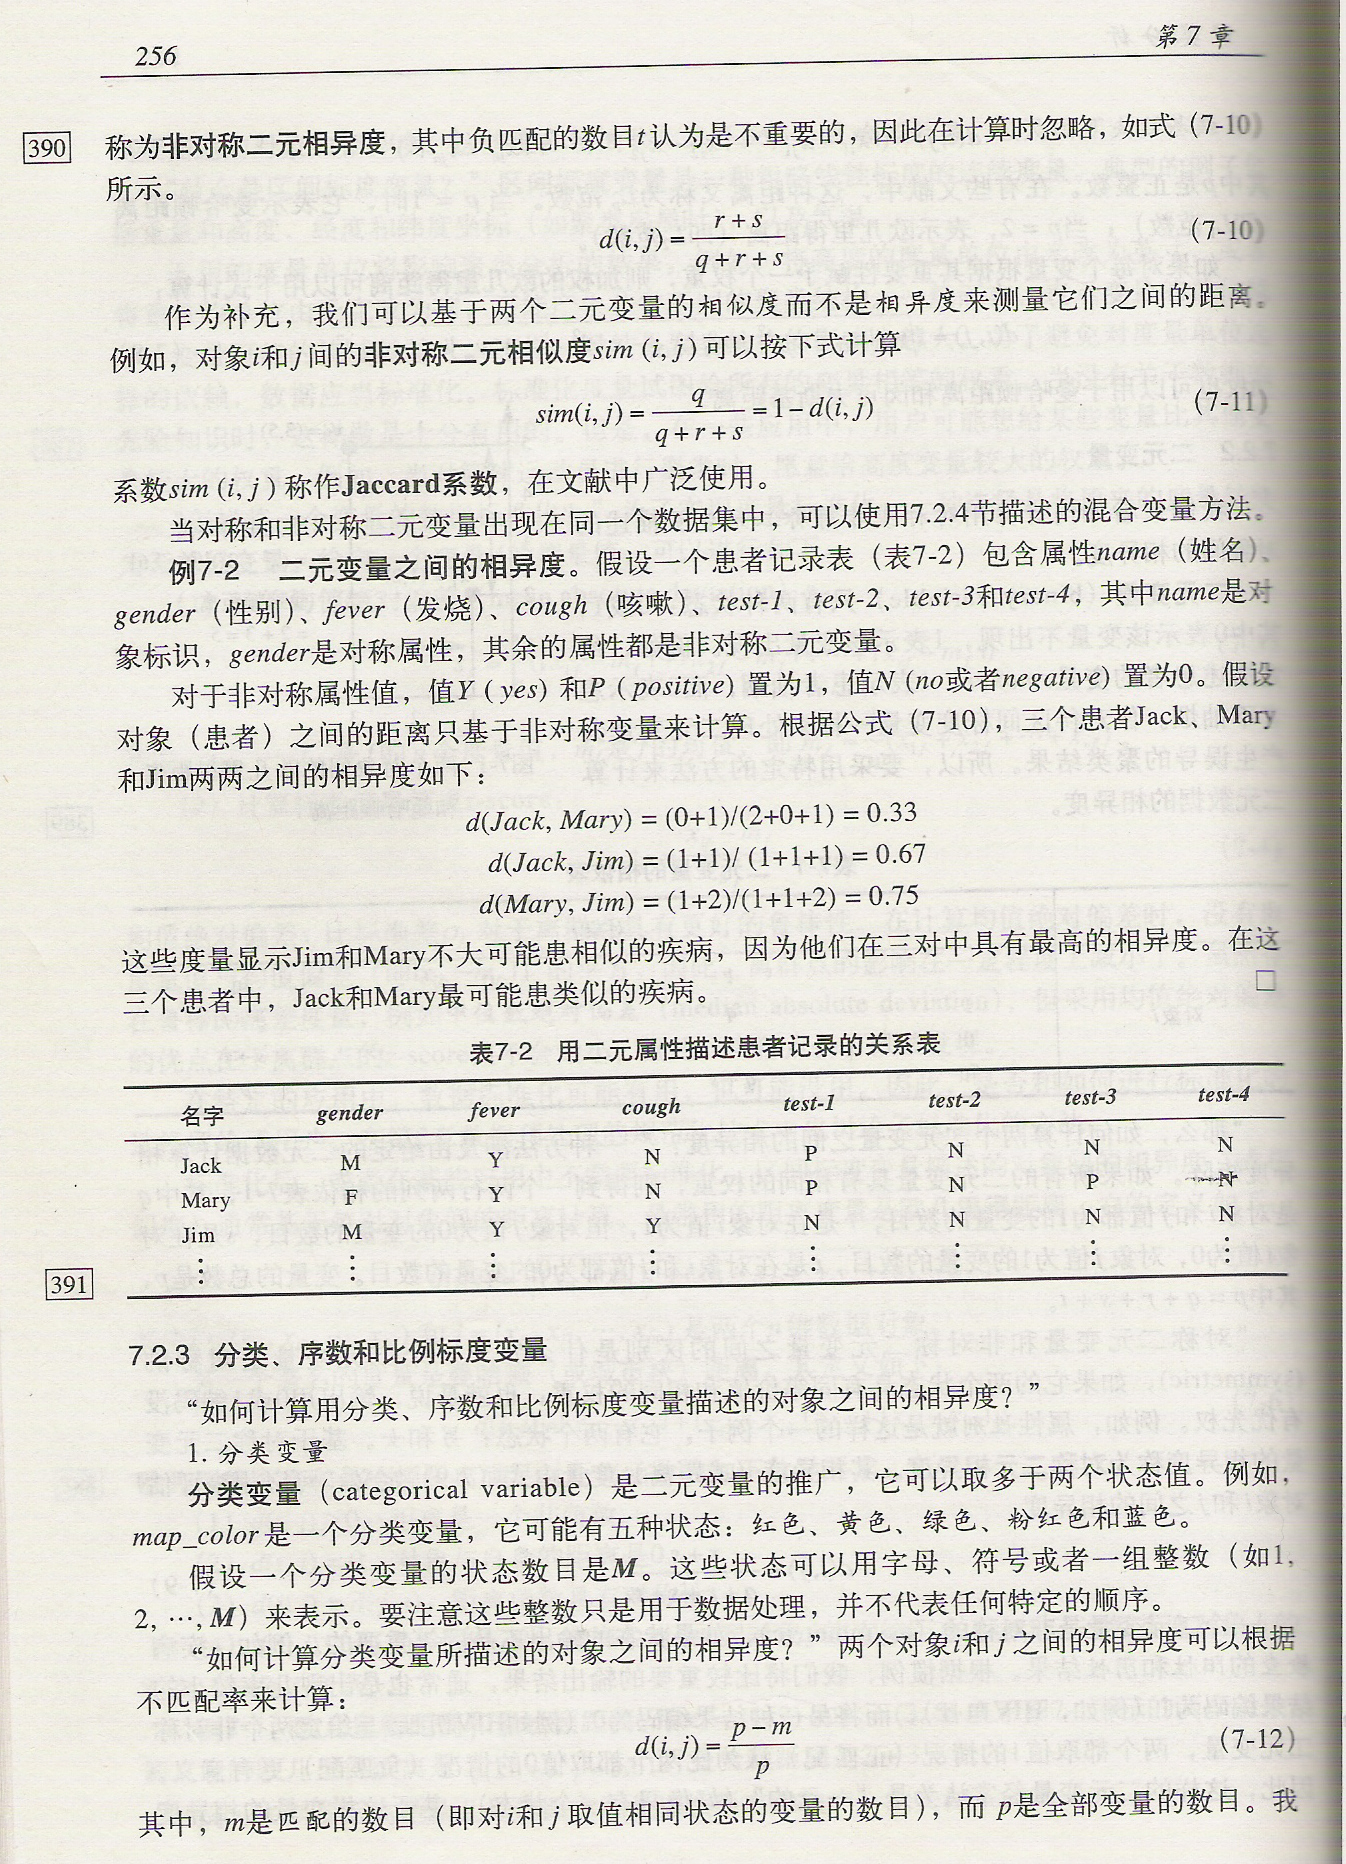 256
第 7 章
390
称为非对称二元相异度，其中负匹配的数目t认为是不重要的，因此在计算时忽略，如式（7-10）
所示。
d(i, j) = (r + s) / (q + r + s) (7-10)
作为补充，我们可以基于两个二元变量的相似度而不是相异度来测量它们之间的距离。
例如，对象i和j间的非对称二元相似度sim (i, j) 可以按下式计算
sim(i, j) = q / (q + r + s) = 1 − d(i, j) (7-11)
系数sim (i, j ) 称作Jaccard系数，在文献中广泛使用。
当对称和非对称二元变量出现在同一个数据集中，可以使用7.2.4节描述的混合变量方法。
例7-2 二元变量之间的相异度。假设一个患者记录表（表7-2）包含属性name（姓名）、
gender（性别）、fever（发烧）、cough（咳嗽）、test-1、test-2、test-3和test-4，其中name是对
象标识，gender是对称属性，其余的属性都是非对称二元变量。
对于非对称属性值，值Y ( yes) 和P ( positive) 置为1，值N (no或者negative) 置为0。假设
对象（患者）之间的距离只基于非对称变量来计算。根据公式（7-10），三个患者Jack、Mary
和Jim两两之间的相异度如下：
d(Jack, Mary) = (0+1)/(2+0+1) = 0.33
d(Jack, Jim) = (1+1)/ (1+1+1) = 0.67
d(Mary, Jim) = (1+2)/(1+1+2) = 0.75
这些度量显示Jim和Mary不大可能患相似的疾病，因为他们在三对中具有最高的相异度。在这
三个患者中，Jack和Mary最可能患类似的疾病。 □
表7-2 用二元属性描述患者记录的关系表
名字 gender fever cough test-1 test-2 test-3 test-4
Jack M Y N P N N N
Mary F Y N P N P N
Jim M Y Y N N N N
⋮ ⋮ ⋮ ⋮ ⋮ ⋮ ⋮ ⋮
391
7.2.3 分类、序数和比例标度变量
“如何计算用分类、序数和比例标度变量描述的对象之间的相异度？”
1. 分类变量
分类变量（categorical variable）是二元变量的推广，它可以取多于两个状态值。例如，
map_color 是一个分类变量，它可能有五种状态：红色、黄色、绿色、粉红色和蓝色。
假设一个分类变量的状态数目是M。这些状态可以用字母、符号或者一组整数（如1,
2, ⋯, M）来表示。要注意这些整数只是用于数据处理，并不代表任何特定的顺序。
“如何计算分类变量所描述的对象之间的相异度？”两个对象i和 j 之间的相异度可以根据
不匹配率来计算：
d(i, j) = (p − m) / p (7-12)
其中，m是匹配的数目（即对i和 j 取值相同状态的变量的数目），而 p是全部变量的数目。我